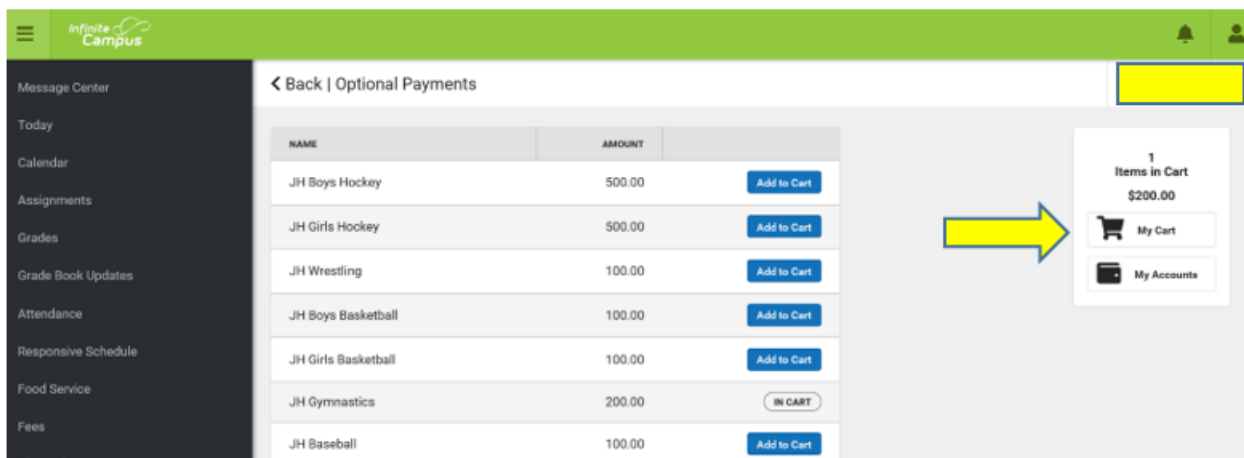 Infinite
Campus
Message Center
Today
Calendar
Assignments
Grades
Grade Book Updates
Attendance
Responsive Schedule
Food Service
Fees
Back | Optional Payments
NAME AMOUNT
JH Boys Hockey 500.00 Add to Cart
JH Girls Hockey 500.00 Add to Cart
JH Wrestling 100.00 Add to Cart
JH Boys Basketball 100.00 Add to Cart
JH Girls Basketball 100.00 Add to Cart
JH Gymnastics 200.00 IN CART
JH Baseball 100.00 Add to Cart
1
Items in Cart
$200.00
My Cart
My Accounts